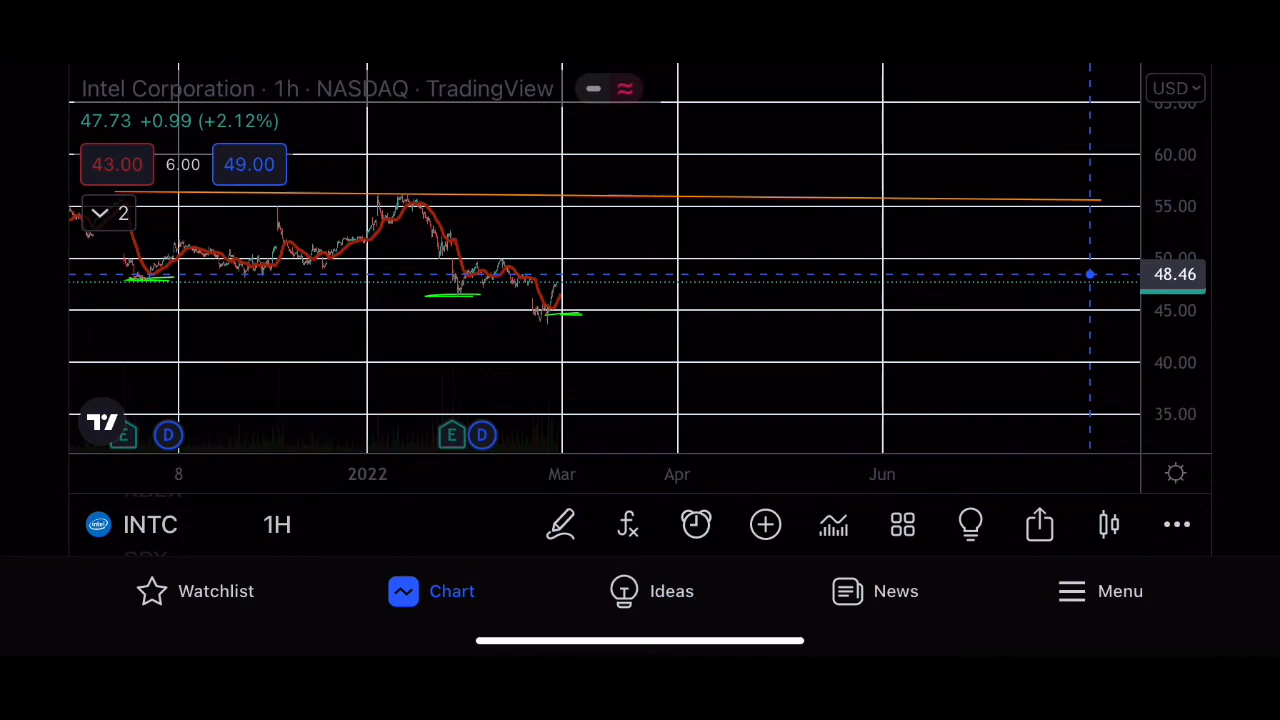 Intel Corporation · 1h · NASDAQ · TradingView
USD
65.00
47.73 +0.99 (+2.12%)
60.00
43.00 6.00 49.00
55.00
2
50.00
48.46
45.00
40.00
35.00
E D E D
8 2022 Mar Apr Jun
intel INTC 1H
Watchlist Chart Ideas News Menu